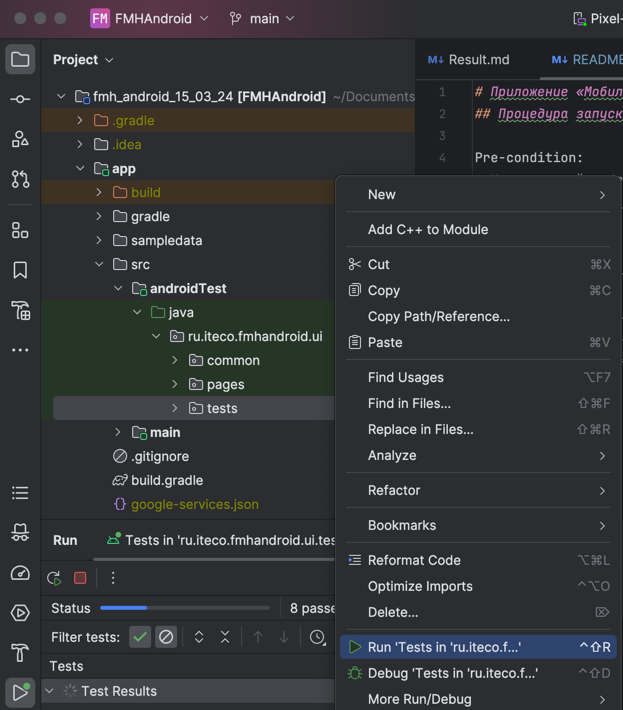 FM FMHAndroid main Pixel-
Project
Result.md
README
fmh_android_15_03_24 [FMHAndroid] ~/Documents
.gradle
.idea
app
build
gradle
sampledata
src
androidTest
java
ru.iteco.fmhandroid.ui
common
pages
tests
main
.gitignore
build.gradle
google-services.json
1 # Приложение «Мобил
2 ## Процедура запуск
3
4 Pre-condition:
New
Add C++ to Module
Cut ⌘X
Copy ⌘C
Copy Path/Reference...
Paste ⌘V
Find Usages ⌥F7
Find in Files... ⇧⌘F
Replace in Files... ⇧⌘R
Analyze
Refactor
Bookmarks
Reformat Code ⌥⌘L
Optimize Imports ^⌥O
Delete... ⌦
Run 'Tests in 'ru.iteco.f...' ^⇧R
Debug 'Tests in 'ru.iteco.f...' ^⇧D
More Run/Debug
Run
Tests in 'ru.iteco.fmhandroid.ui.tes
Status
8 passe
Filter tests:
Tests
Test Results